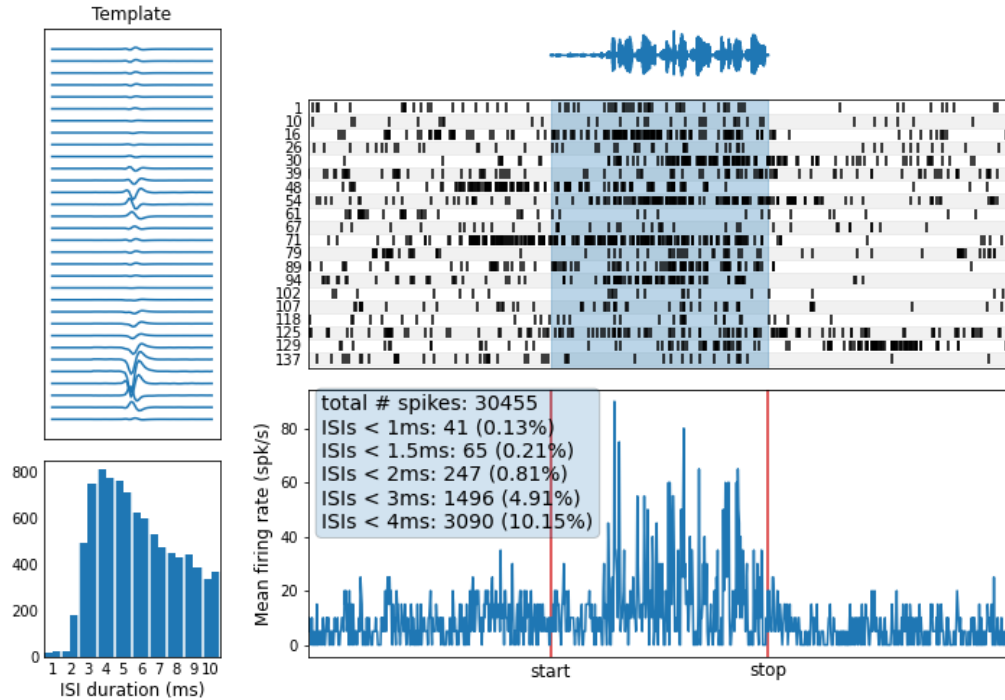 Template
1
10
16
26
30
39
48
54
61
67
71
79
89
94
102
107
118
125
129
137
800
600
400
200
0
1 2 3 4 5 6 7 8 9 10
ISI duration (ms)
total # spikes: 30455
ISIs < 1ms: 41 (0.13%)
ISIs < 1.5ms: 65 (0.21%)
ISIs < 2ms: 247 (0.81%)
ISIs < 3ms: 1496 (4.91%)
ISIs < 4ms: 3090 (10.15%)
Mean firing rate (spk/s)
80
60
40
20
0
start stop